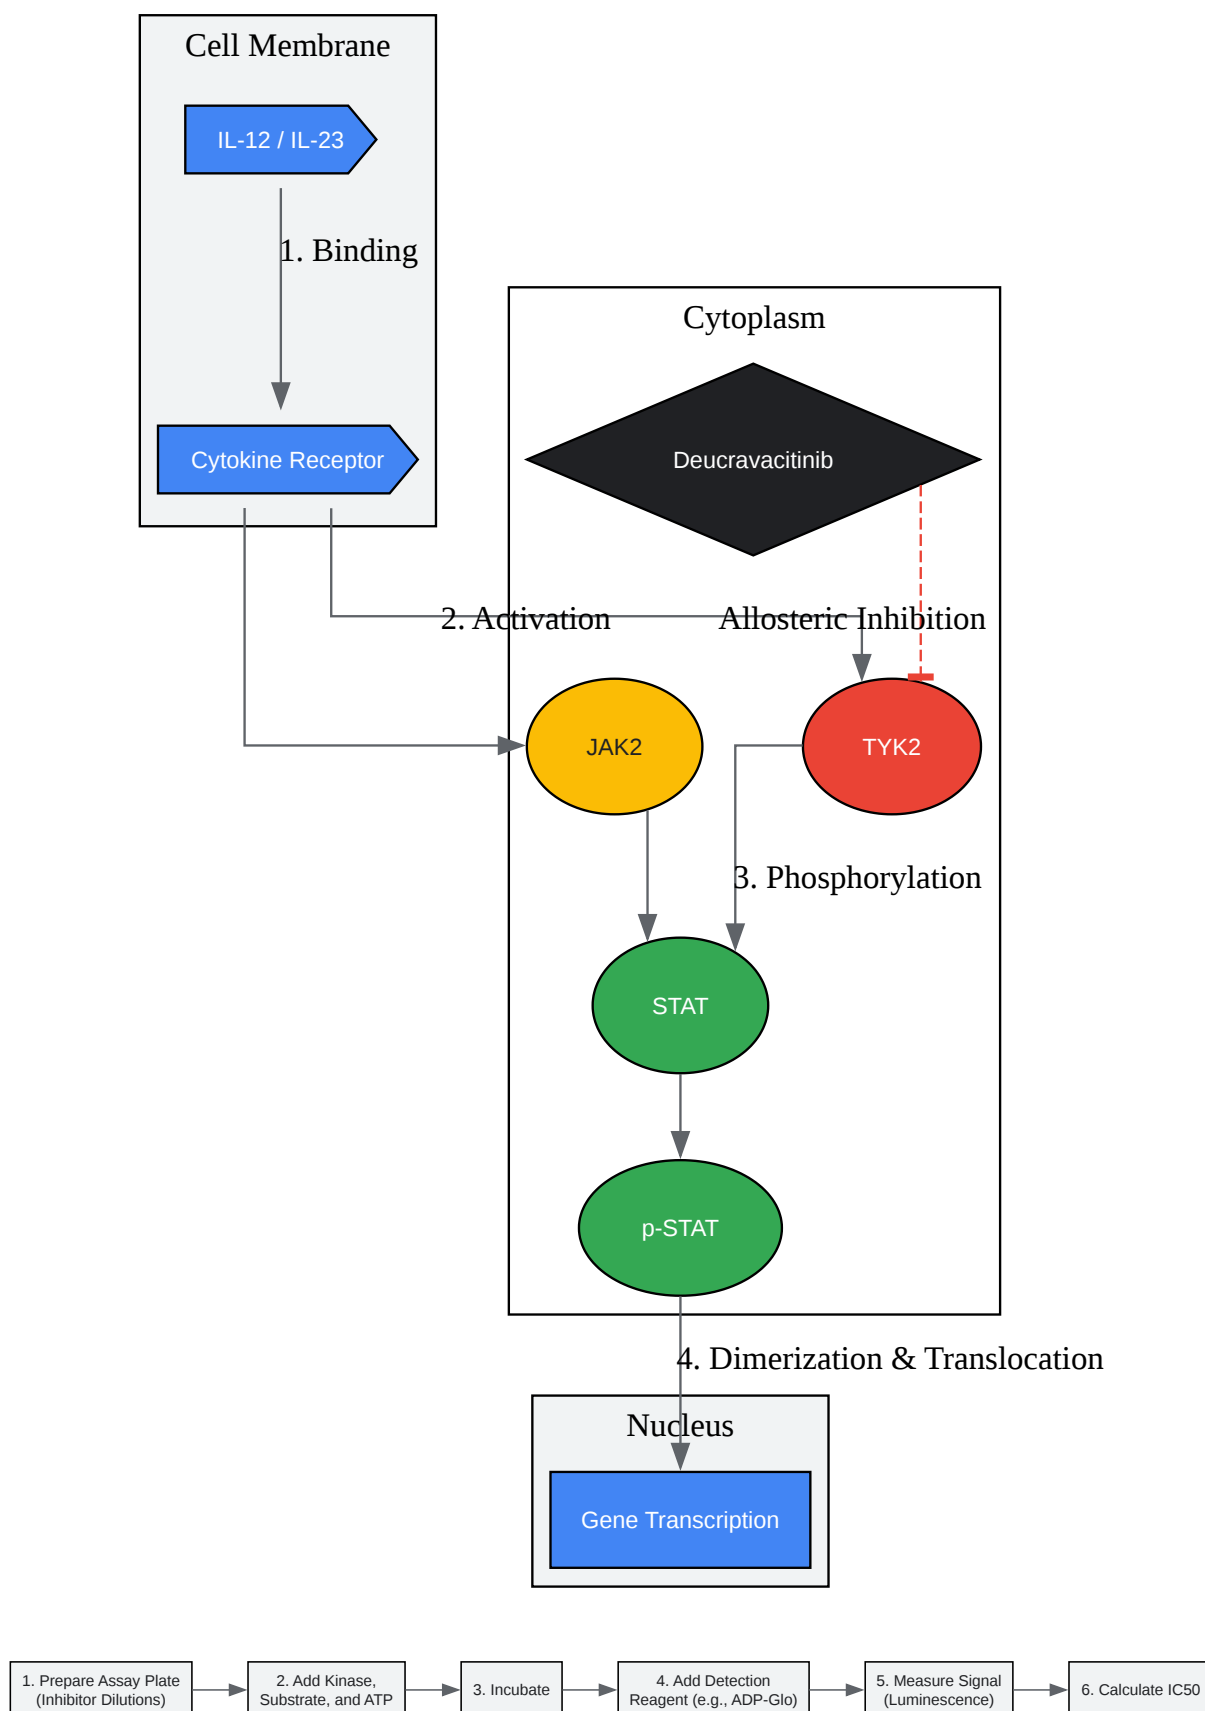 Cell Membrane
IL-12 / IL-23
1. Binding
Cytoplasm
Cytokine Receptor
Deucravacitinib
2. Activation
Allosteric Inhibition
JAK2
TYK2
3. Phosphorylation
STAT
p-STAT
4. Dimerization & Translocation
Nucleus
Gene Transcription
1. Prepare Assay Plate
(Inhibitor Dilutions)
2. Add Kinase,
Substrate, and ATP
3. Incubate
4. Add Detection
Reagent (e.g., ADP-Glo)
5. Measure Signal
(Luminescence)
6. Calculate IC50